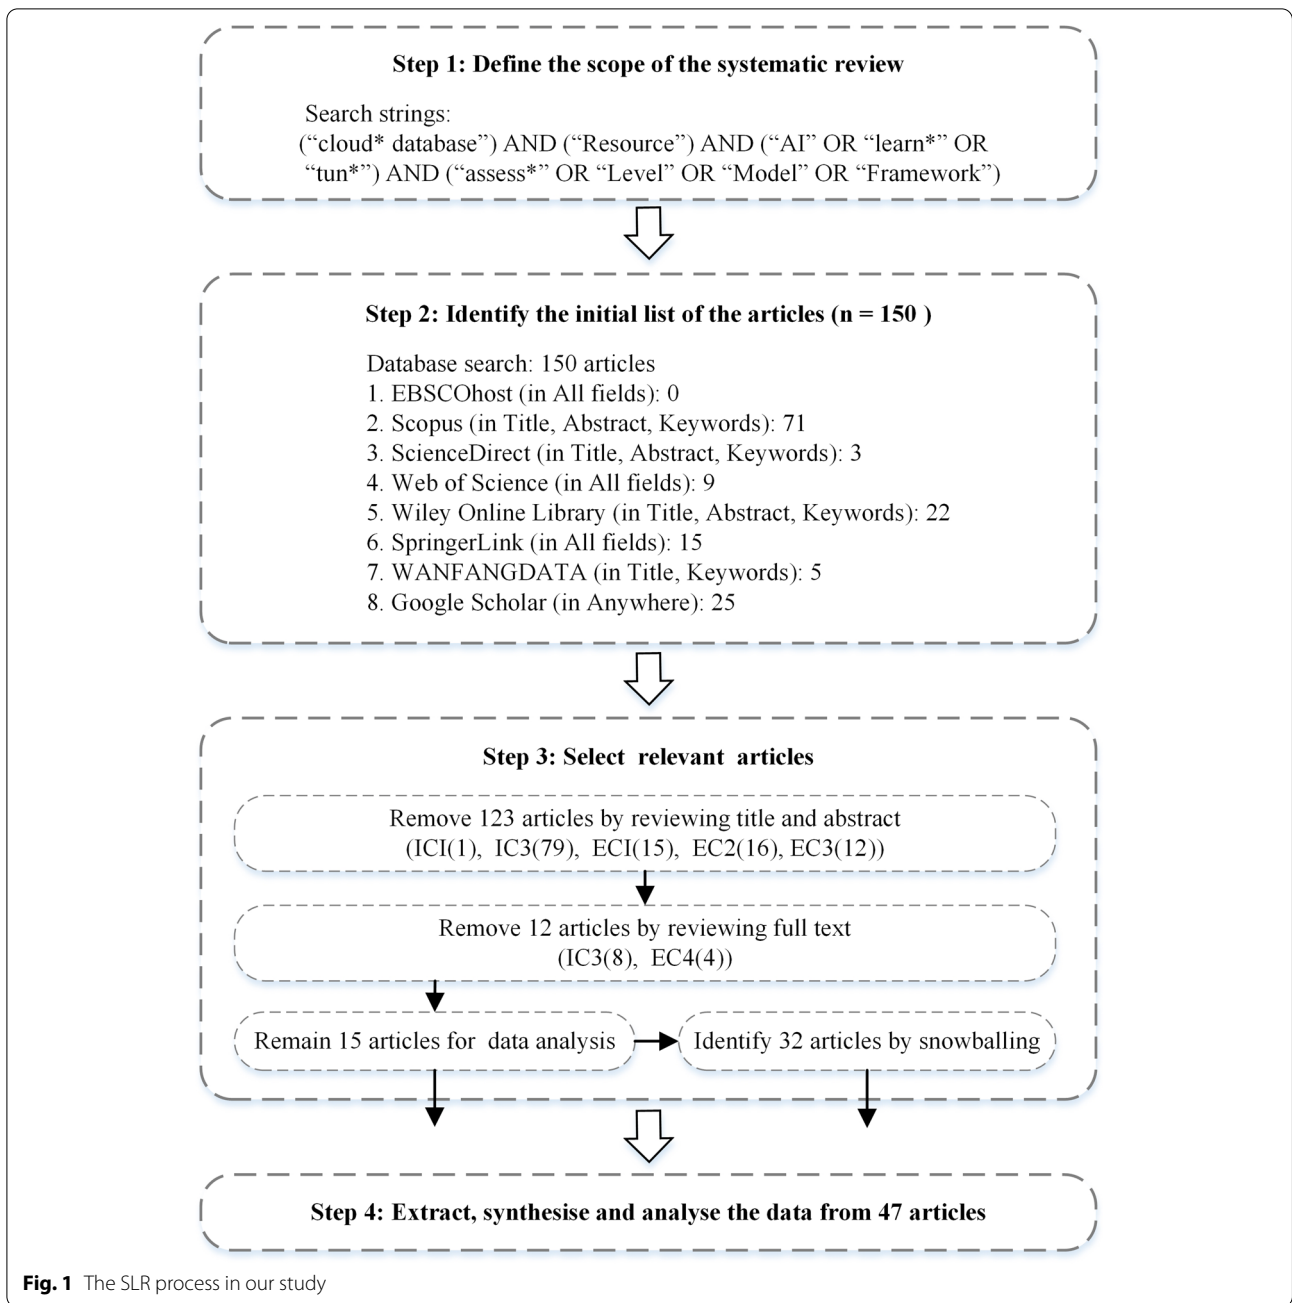 Step 1: Define the scope of the systematic review
Search strings:
(“cloud* database”) AND (“Resource”) AND (“AI” OR “learn*” OR
“tun*”) AND (“assess*” OR “Level” OR “Model” OR “Framework”)
Step 2: Identify the initial list of the articles (n = 150 )
Database search: 150 articles
1. EBSCOhost (in All fields): 0
2. Scopus (in Title, Abstract, Keywords): 71
3. ScienceDirect (in Title, Abstract, Keywords): 3
4. Web of Science (in All fields): 9
5. Wiley Online Library (in Title, Abstract, Keywords): 22
6. SpringerLink (in All fields): 15
7. WANFANGDATA (in Title, Keywords): 5
8. Google Scholar (in Anywhere): 25
Step 3: Select relevant articles
Remove 123 articles by reviewing title and abstract
(ICI(1), IC3(79), ECI(15), EC2(16), EC3(12))
Remove 12 articles by reviewing full text
(IC3(8), EC4(4))
Remain 15 articles for data analysis
Identify 32 articles by snowballing
Step 4: Extract, synthesise and analyse the data from 47 articles
Fig. 1 The SLR process in our study